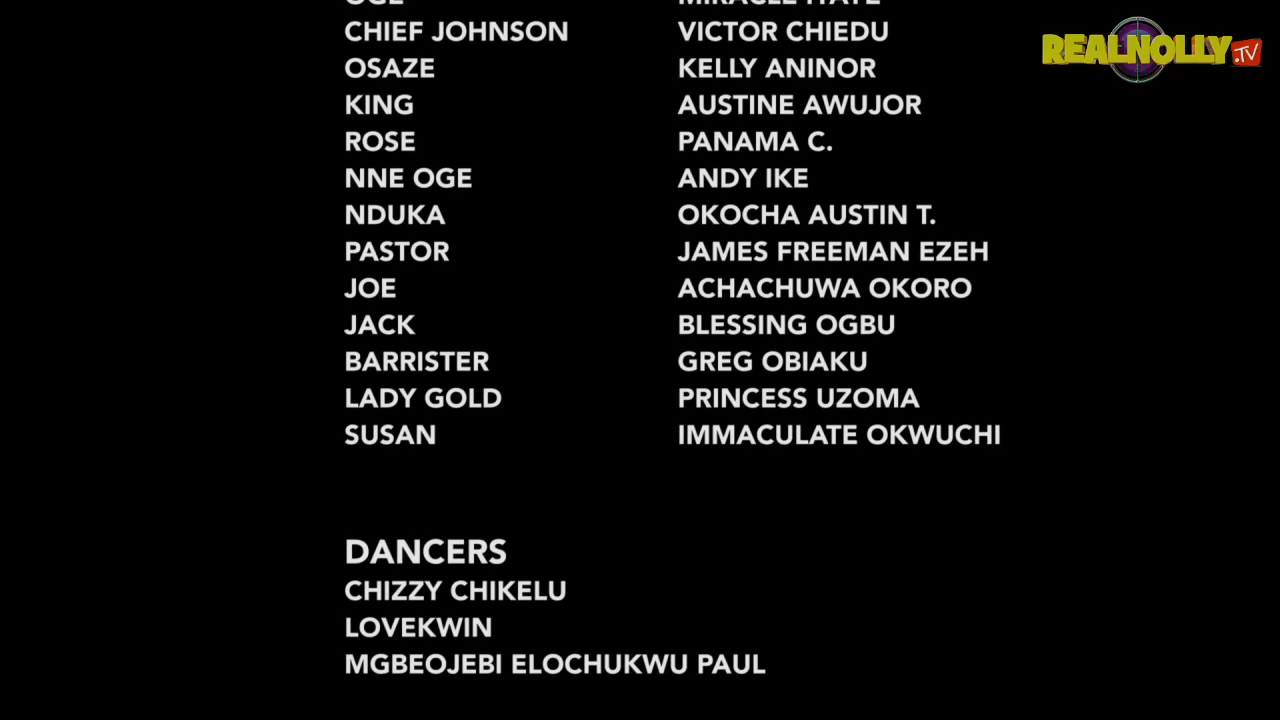 CHIEF JOHNSON VICTOR CHIEDU
OSAZE KELLY ANINOR
KING AUSTINE AWUJOR
ROSE PANAMA C.
NNE OGE ANDY IKE
NDUKA OKOCHA AUSTIN T.
PASTOR JAMES FREEMAN EZEH
JOE ACHACHUWA OKORO
JACK BLESSING OGBU
BARRISTER GREG OBIAKU
LADY GOLD PRINCESS UZOMA
SUSAN IMMACULATE OKWUCHI
DANCERS
CHIZZY CHIKELU
LOVEKWIN
MGBEOJEBI ELOCHUKWU PAUL
REALNOLLY.TV